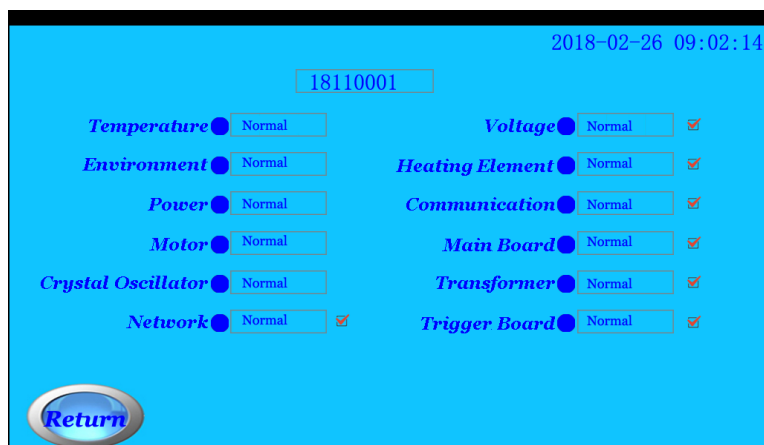 2018-02-26 09:02:14
18110001
Temperature Normal Voltage Normal
Environment Normal Heating Element Normal
Power Normal Communication Normal
Motor Normal Main Board Normal
Crystal Oscillator Normal Transformer Normal
Network Normal Trigger Board Normal
Return